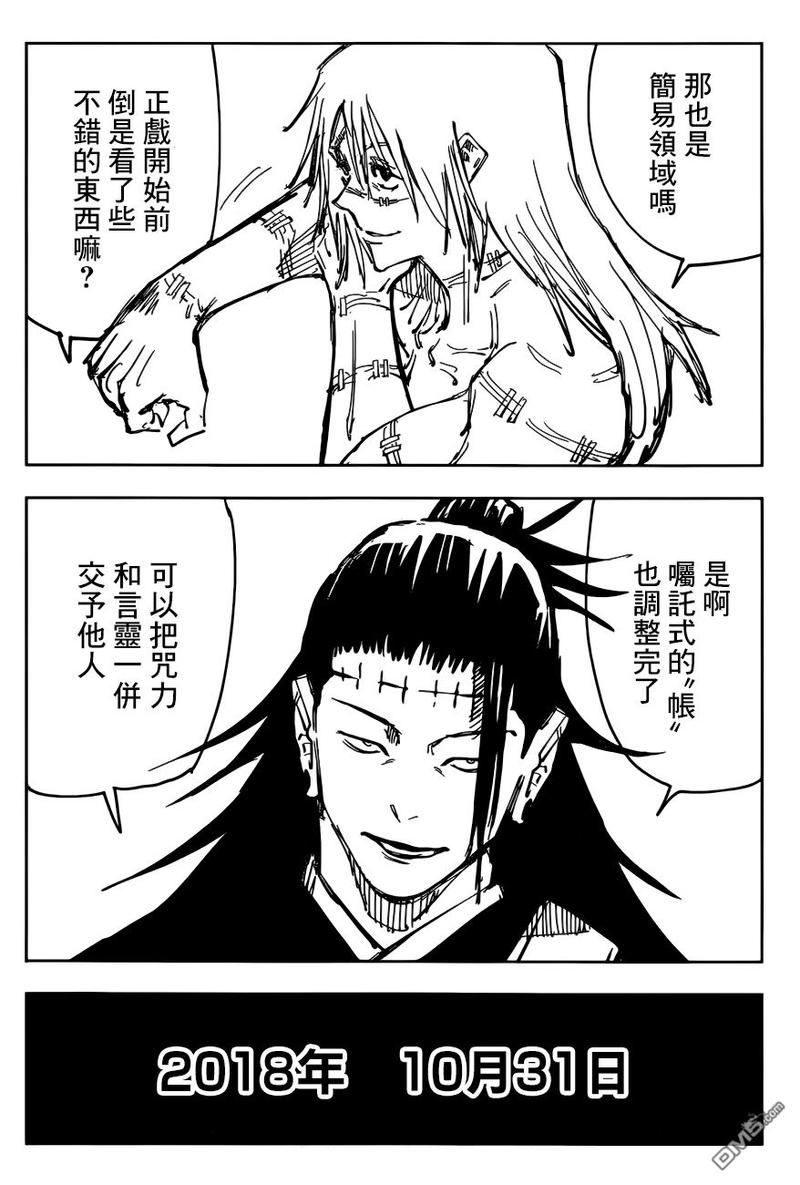 那也是
簡易領域嗎
正戲開始前
倒是看了些
不錯的東西嘛？
是啊
囑託式的〝帳〞
也調整完了
可以把咒力
和言靈一併
交予他人
2018年 10月31日
DM5.com